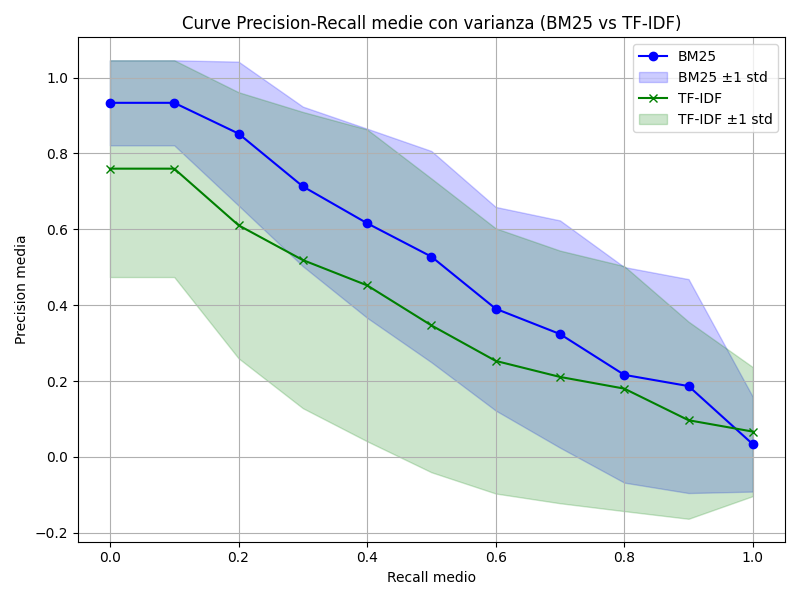 Curve Precision-Recall medie con varianza (BM25 vs TF-IDF)
BM25
BM25 ±1 std
TF-IDF
TF-IDF ±1 std
Precision media
1.0
0.8
0.6
0.4
0.2
0.0
−0.2
0.0 0.2 0.4 0.6 0.8 1.0
Recall medio